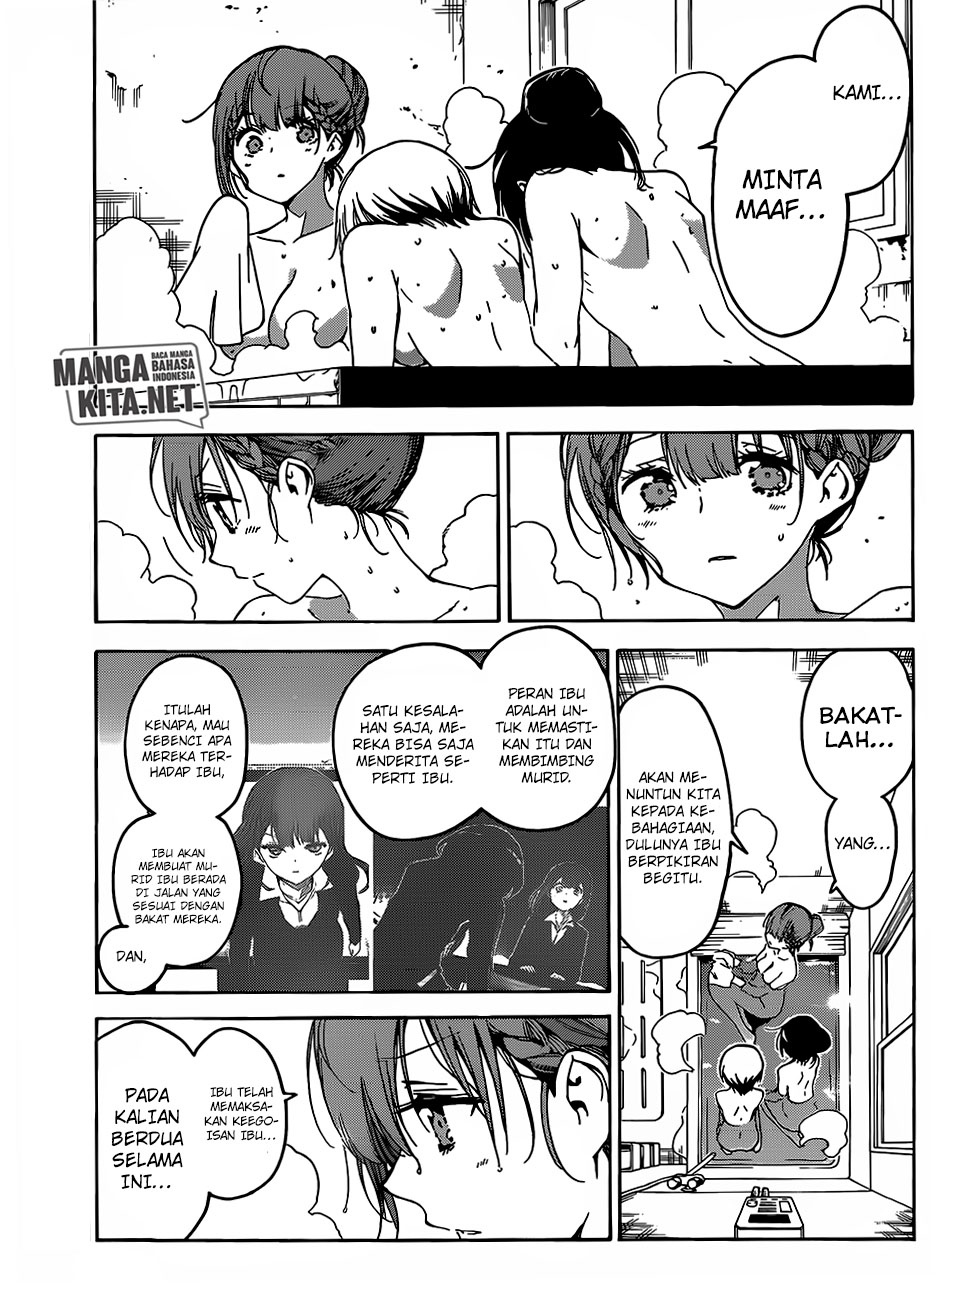 KAMI...
MINTA
MAAF...
MANGA
KITA.NET
BACA MANGA
BAHASA
INDONESIA
BAKAT-
LAH...
YANG...
AKAN ME-
NUNTUN KITA
KEPADA KE-
BAHAGIAAN,
DULUNYA IBU
BERPIKIRAN
BEGITU.
PERAN IBU
ADALAH UN-
TUK MEMASTI-
KAN ITU DAN
MEMBIMBING
MURID.
SATU KESALA-
HAN SAJA, ME-
REKA BISA SAJA
MENDERITA SE-
PERTI IBU.
ITULAH
KENAPA, MAU
SEBENCI APA
MEREKA TER-
HADAP IBU,
IBU AKAN
MEMBUAT MU-
RID IBU BERADA
DI JALAN YANG
SESUAI DENGAN
BAKAT MEREKA.
DAN,
IBU TELAH
MEMAKSA-
KAN KEEGO-
ISAN IBU...
PADA
KALIAN
BERDUA
SELAMA
INI...